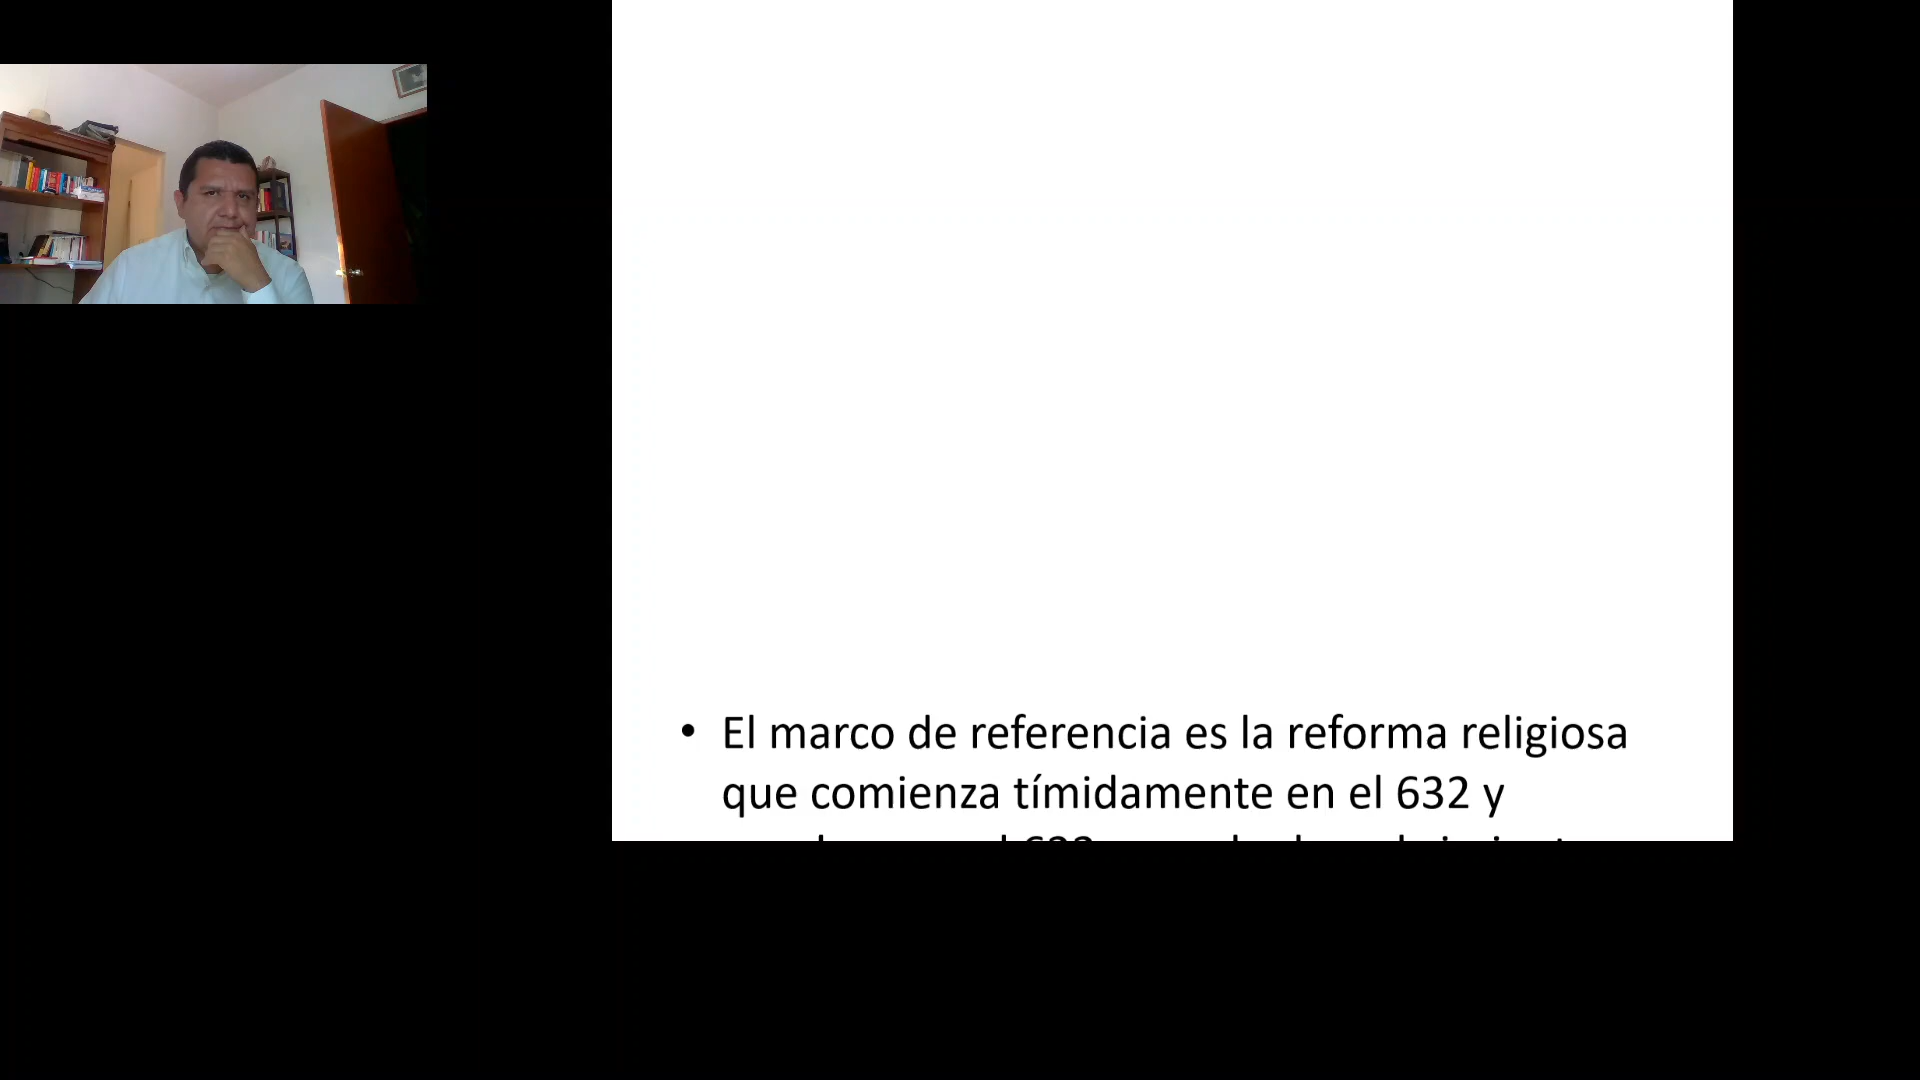 • El marco de referencia es la reforma religiosa
que comienza tímidamente en el 632 y